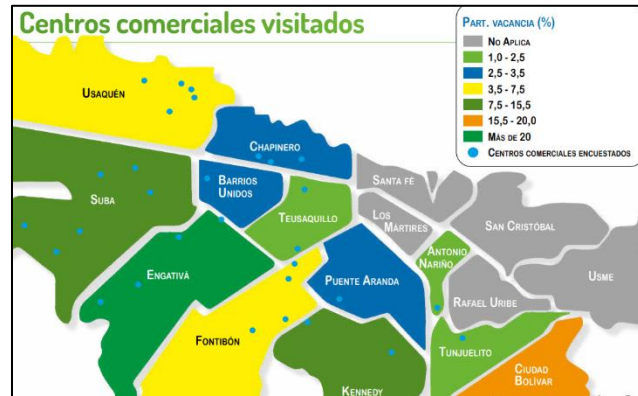 Centros comerciales visitados
PART. VACANCIA (%)
NO APLICA
1,0 - 2,5
2,5 - 3,5
3,5 - 7,5
7,5 - 15,5
15,5 - 20,0
MÁS DE 20
CENTROS COMERCIALES ENCUESTADOS
USAQUÉN
CHAPINERO
SANTA FÉ
BARRIOS
UNIDOS
SUBA
TEUSAQUILLO
LOS
MÁRTIRES
SAN CRISTÓBAL
ANTONIO
NARIÑO
ENGATIVÁ
PUENTE ARANDA
USME
RAFAEL URIBE
FONTIBÓN
TUNJUELITO
CIUDAD
BOLÍVAR
KENNEDY